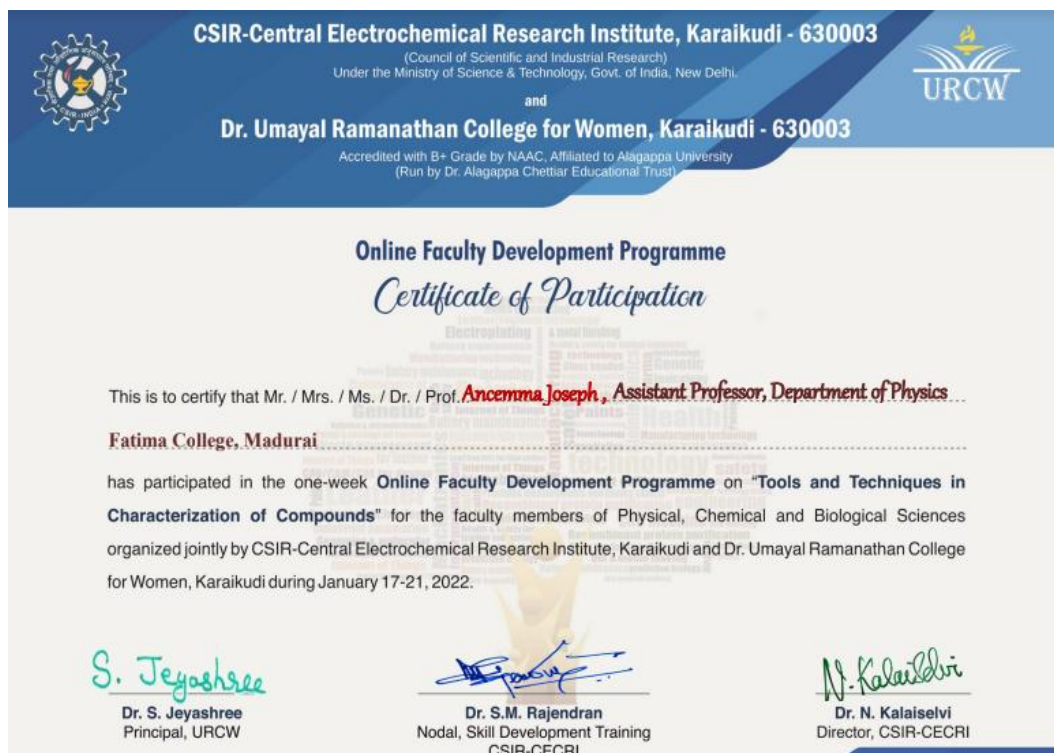 CSIR-Central Electrochemical Research Institute, Karaikudi - 630003
(Council of Scientific and Industrial Research)
Under the Ministry of Science & Technology, Govt. of India, New Delhi.
and
Dr. Umayal Ramanathan College for Women, Karaikudi - 630003
Accredited with B+ Grade by NAAC, Affiliated to Alagappa University
(Run by Dr. Alagappa Chettiar Educational Trust)
CSIR-INDIA
URCW
Online Faculty Development Programme
Certificate of Participation
This is to certify that Mr. / Mrs. / Ms. / Dr. / Prof. Ancemma Joseph , Assistant Professor, Department of Physics
Fatima College, Madurai
has participated in the one-week Online Faculty Development Programme on "Tools and Techniques in
Characterization of Compounds" for the faculty members of Physical, Chemical and Biological Sciences
organized jointly by CSIR-Central Electrochemical Research Institute, Karaikudi and Dr. Umayal Ramanathan College
for Women, Karaikudi during January 17-21, 2022.
S. Jeyashree
N. Kalaiselvi
Dr. S. Jeyashree
Principal, URCW
Dr. S.M. Rajendran
Nodal, Skill Development Training
CSIR-CECRI
Dr. N. Kalaiselvi
Director, CSIR-CECRI